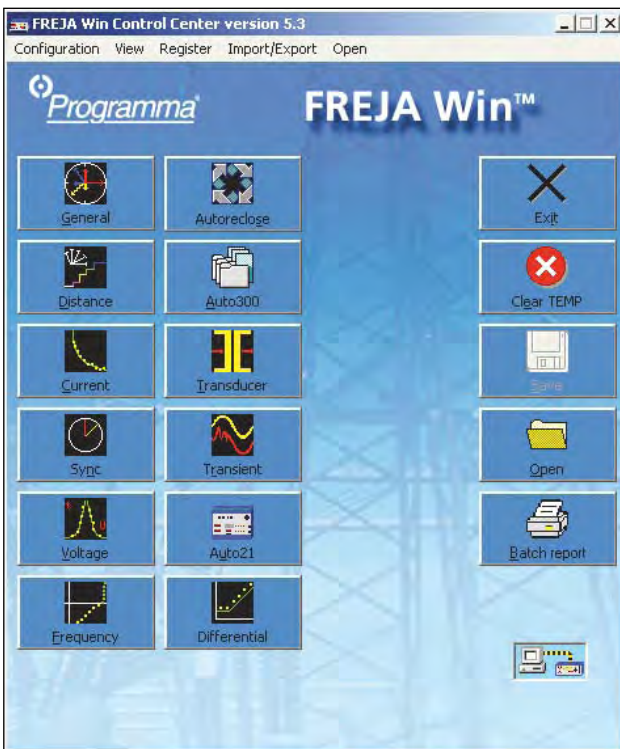 FREJA Win Control Center version 5.3
Configuration View Register Import/Export Open
Programma
FREJA Win™
General
Autoreclose
Exit
Distance
Auto300
Clear TEMP
Current
Transducer
Save
Sync
Transient
Open
Voltage
Auto21
Batch report
Frequency
Differential